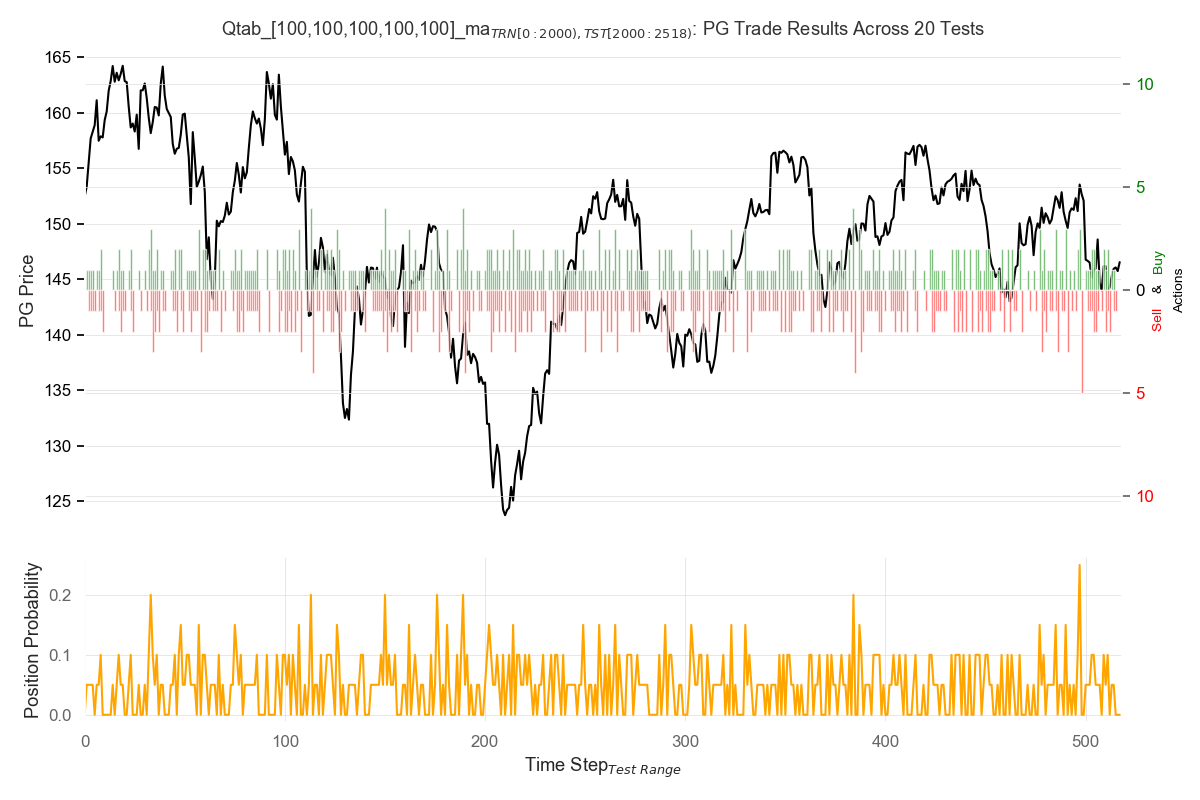 Qtab_[100,100,100,100,100]_ma_TRN[0:2000),TST[2000:2518): PG Trade Results Across 20 Tests
165
160
155
150
145
140
135
130
125
PG Price
10
5
0
5
10
Sell & Buy
Actions
Position Probability
0.2
0.1
0.0
0 100 200 300 400 500
Time Step Test Range